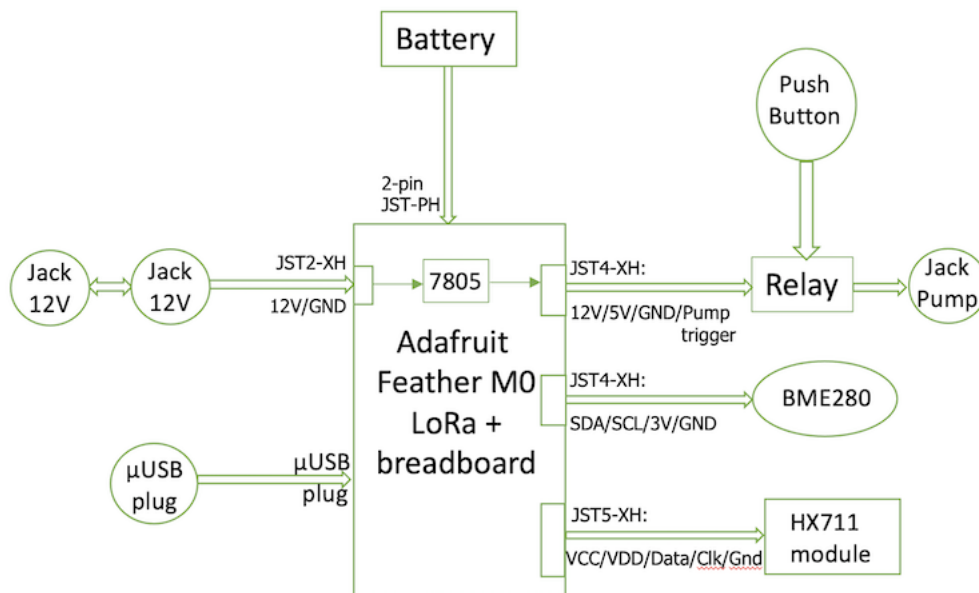 Battery
Push
Button
2-pin
JST-PH
Jack
12V
Jack
12V
JST2-XH
12V/GND
7805
JST4-XH:
12V/5V/GND/Pump
trigger
Relay
Jack
Pump
Adafruit
Feather M0
LoRa +
breadboard
JST4-XH:
SDA/SCL/3V/GND
BME280
µUSB
plug
µUSB
plug
JST5-XH:
VCC/VDD/Data/Clk/Gnd
HX711
module